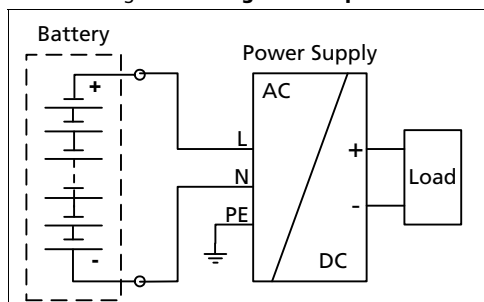 Battery
Power Supply
+
AC
L
N
PE
+
-
Load
-
DC